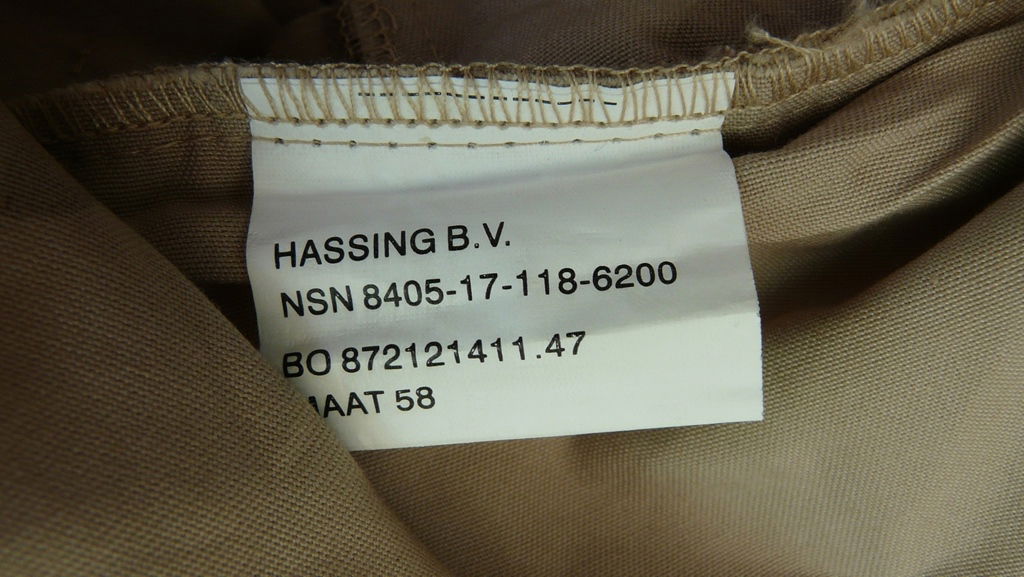 HASSING B.V.
NSN 8405-17-118-6200
BO 872121411.47
MAAT 58